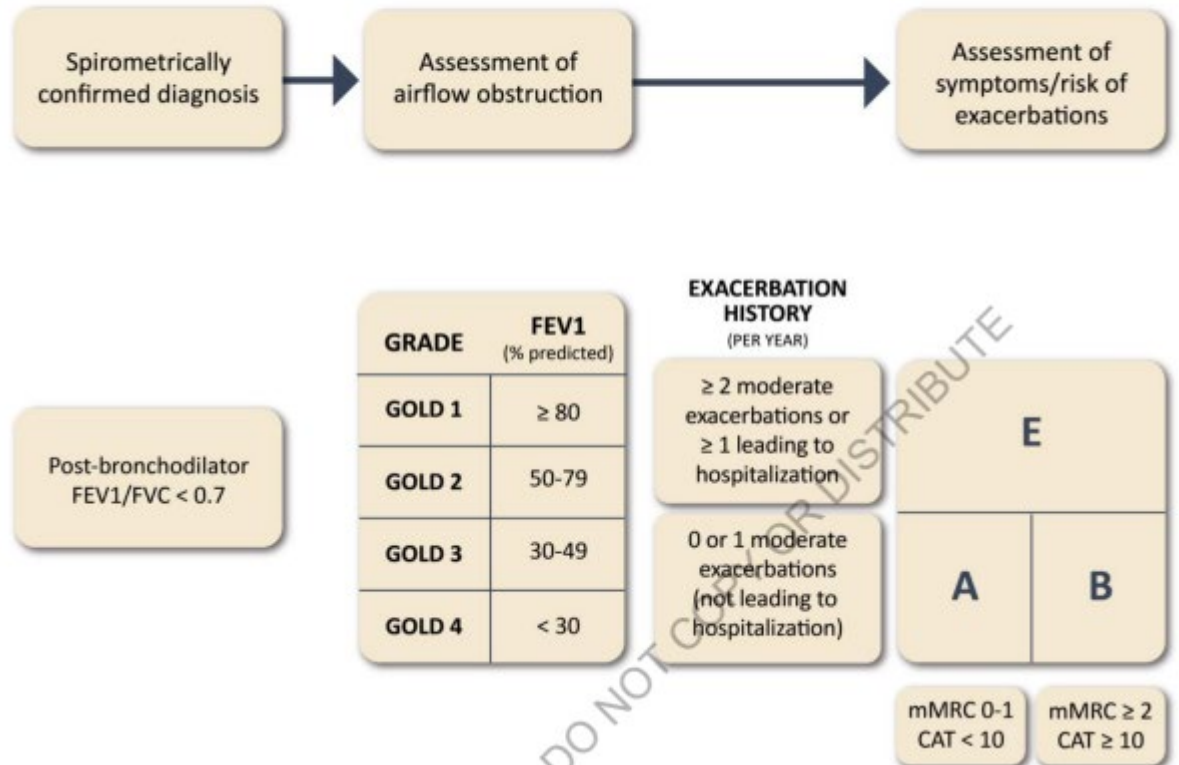 Spirometrically
confirmed diagnosis
Assessment of
airflow obstruction
Assessment of
symptoms/risk of
exacerbations
Post-bronchodilator
FEV1/FVC < 0.7
GRADE
FEV1
(% predicted)
GOLD 1
≥ 80
GOLD 2
50-79
GOLD 3
30-49
GOLD 4
< 30
EXACERBATION
HISTORY
(PER YEAR)
≥ 2 moderate
exacerbations or
≥ 1 leading to
hospitalization
0 or 1 moderate
exacerbations
(not leading to
hospitalization)
E
A
B
mMRC 0-1
CAT < 10
mMRC ≥ 2
CAT ≥ 10
DO NOT COPY OR DISTRIBUTE